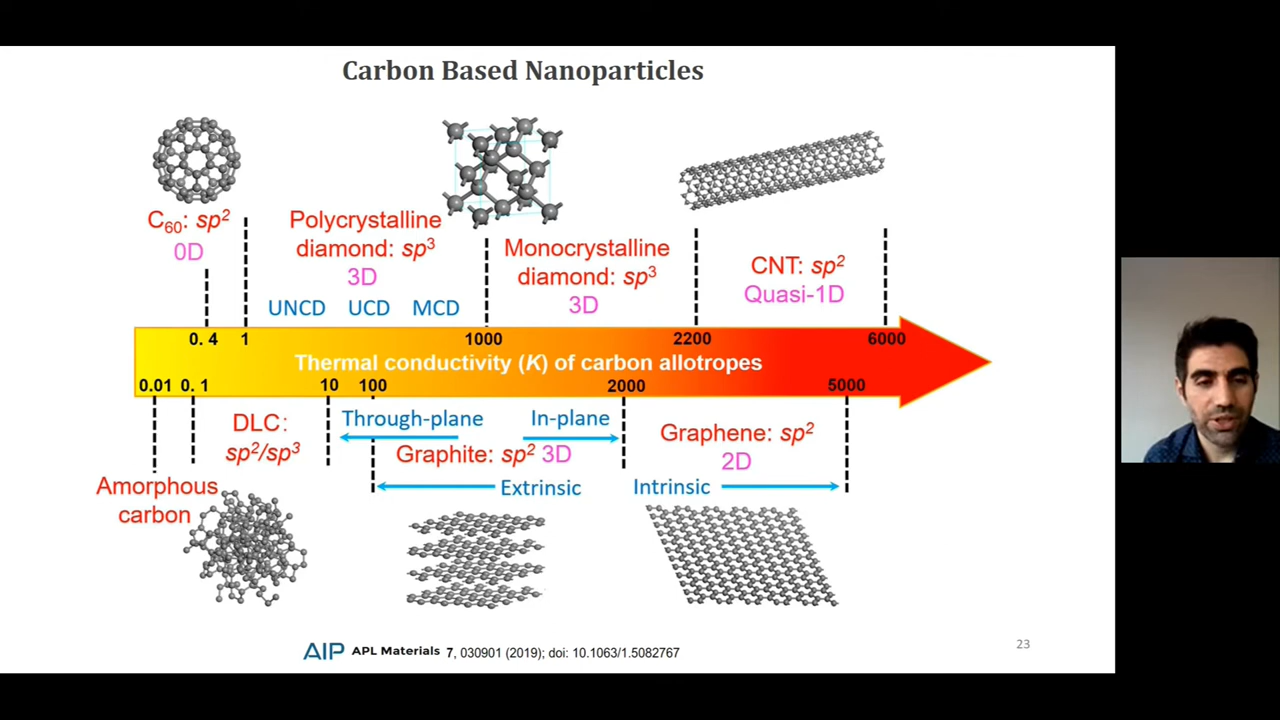 Carbon Based Nanoparticles
C60: sp2
0D
Polycrystalline
diamond: sp3
3D
UNCD UCD MCD
Monocrystalline
diamond: sp3
3D
CNT: sp2
Quasi-1D
0. 4 1 1000 2200 6000
Thermal conductivity (K) of carbon allotropes
0.01 0. 1 10 100 2000 5000
DLC:
sp2/sp3
Through-plane In-plane
Graphite: sp2 3D
Extrinsic
Graphene: sp2
2D
Intrinsic
Amorphous
carbon
AIP APL Materials 7, 030901 (2019); doi: 10.1063/1.5082767
23